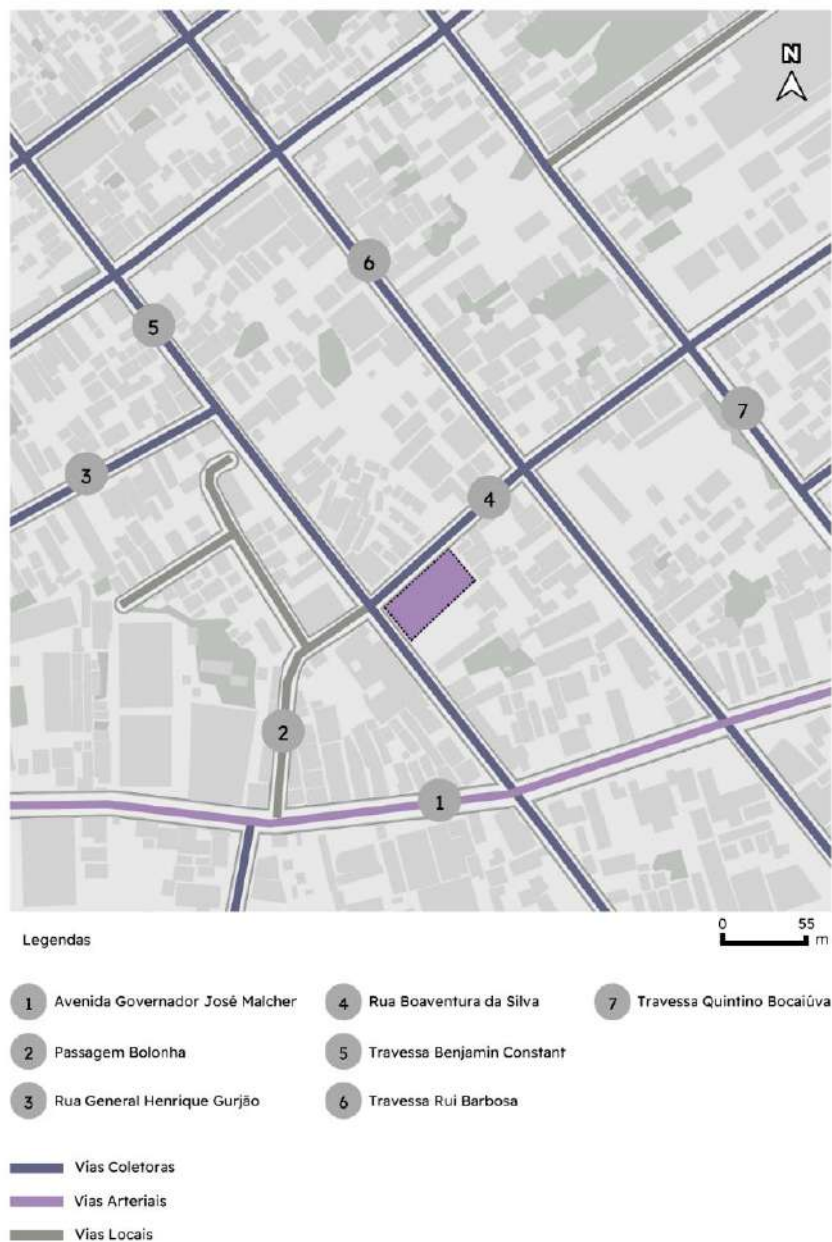 N
6
5
7
3
4
2
1
0 55
m
Legendas
1 Avenida Governador José Malcher
4 Rua Boaventura da Silva
7 Travessa Quintino Bocaiúva
2 Passagem Bolonha
5 Travessa Benjamin Constant
3 Rua General Henrique Gurjão
6 Travessa Rui Barbosa
Vias Coletoras
Vias Arteriais
Vias Locais